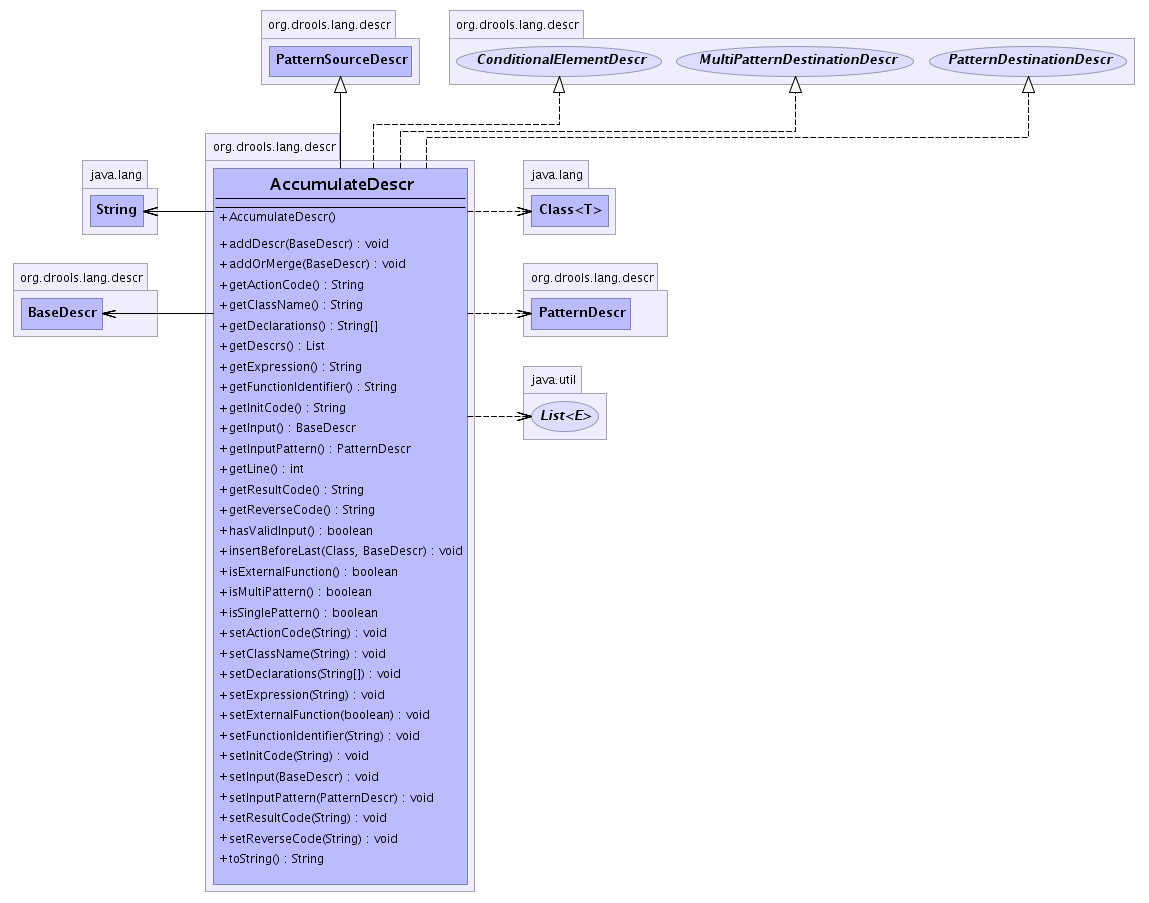 org.drools.lang.descr
PatternSourceDescr
org.drools.lang.descr
ConditionalElementDescr
MultiPatternDestinationDescr
PatternDestinationDescr
org.drools.lang.descr
AccumulateDescr
java.lang
String
java.lang
Class<T>
org.drools.lang.descr
BaseDescr
org.drools.lang.descr
PatternDescr
java.util
List<E>
+AccumulateDescr()
+addDescr(BaseDescr) : void
+addOrMerge(BaseDescr) : void
+getActionCode() : String
+getClassName() : String
+getDeclarations() : String[]
+getDescrs() : List
+getExpression() : String
+getFunctionIdentifier() : String
+getInitCode() : String
+getInput() : BaseDescr
+getInputPattern() : PatternDescr
+getLine() : int
+getResultCode() : String
+getReverseCode() : String
+hasValidInput() : boolean
+insertBeforeLast(Class, BaseDescr) : void
+isExternalFunction() : boolean
+isMultiPattern() : boolean
+isSinglePattern() : boolean
+setActionCode(String) : void
+setClassName(String) : void
+setDeclarations(String[]) : void
+setExpression(String) : void
+setExternalFunction(boolean) : void
+setFunctionIdentifier(String) : void
+setInitCode(String) : void
+setInput(BaseDescr) : void
+setInputPattern(PatternDescr) : void
+setResultCode(String) : void
+setReverseCode(String) : void
+toString() : String